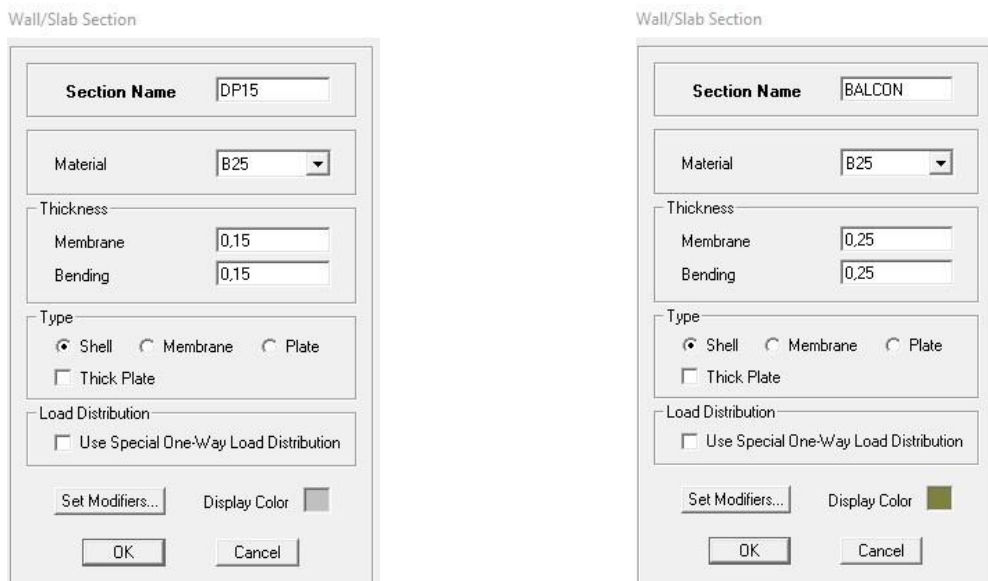 Wall/Slab Section
Section Name DP15
Material B25
Thickness
Membrane 0,15
Bending 0,15
Type
Shell Membrane Plate
Thick Plate
Load Distribution
Use Special One-Way Load Distribution
Set Modifiers... Display Color
OK Cancel
Wall/Slab Section
Section Name BALCON
Material B25
Thickness
Membrane 0,25
Bending 0,25
Type
Shell Membrane Plate
Thick Plate
Load Distribution
Use Special One-Way Load Distribution
Set Modifiers... Display Color
OK Cancel